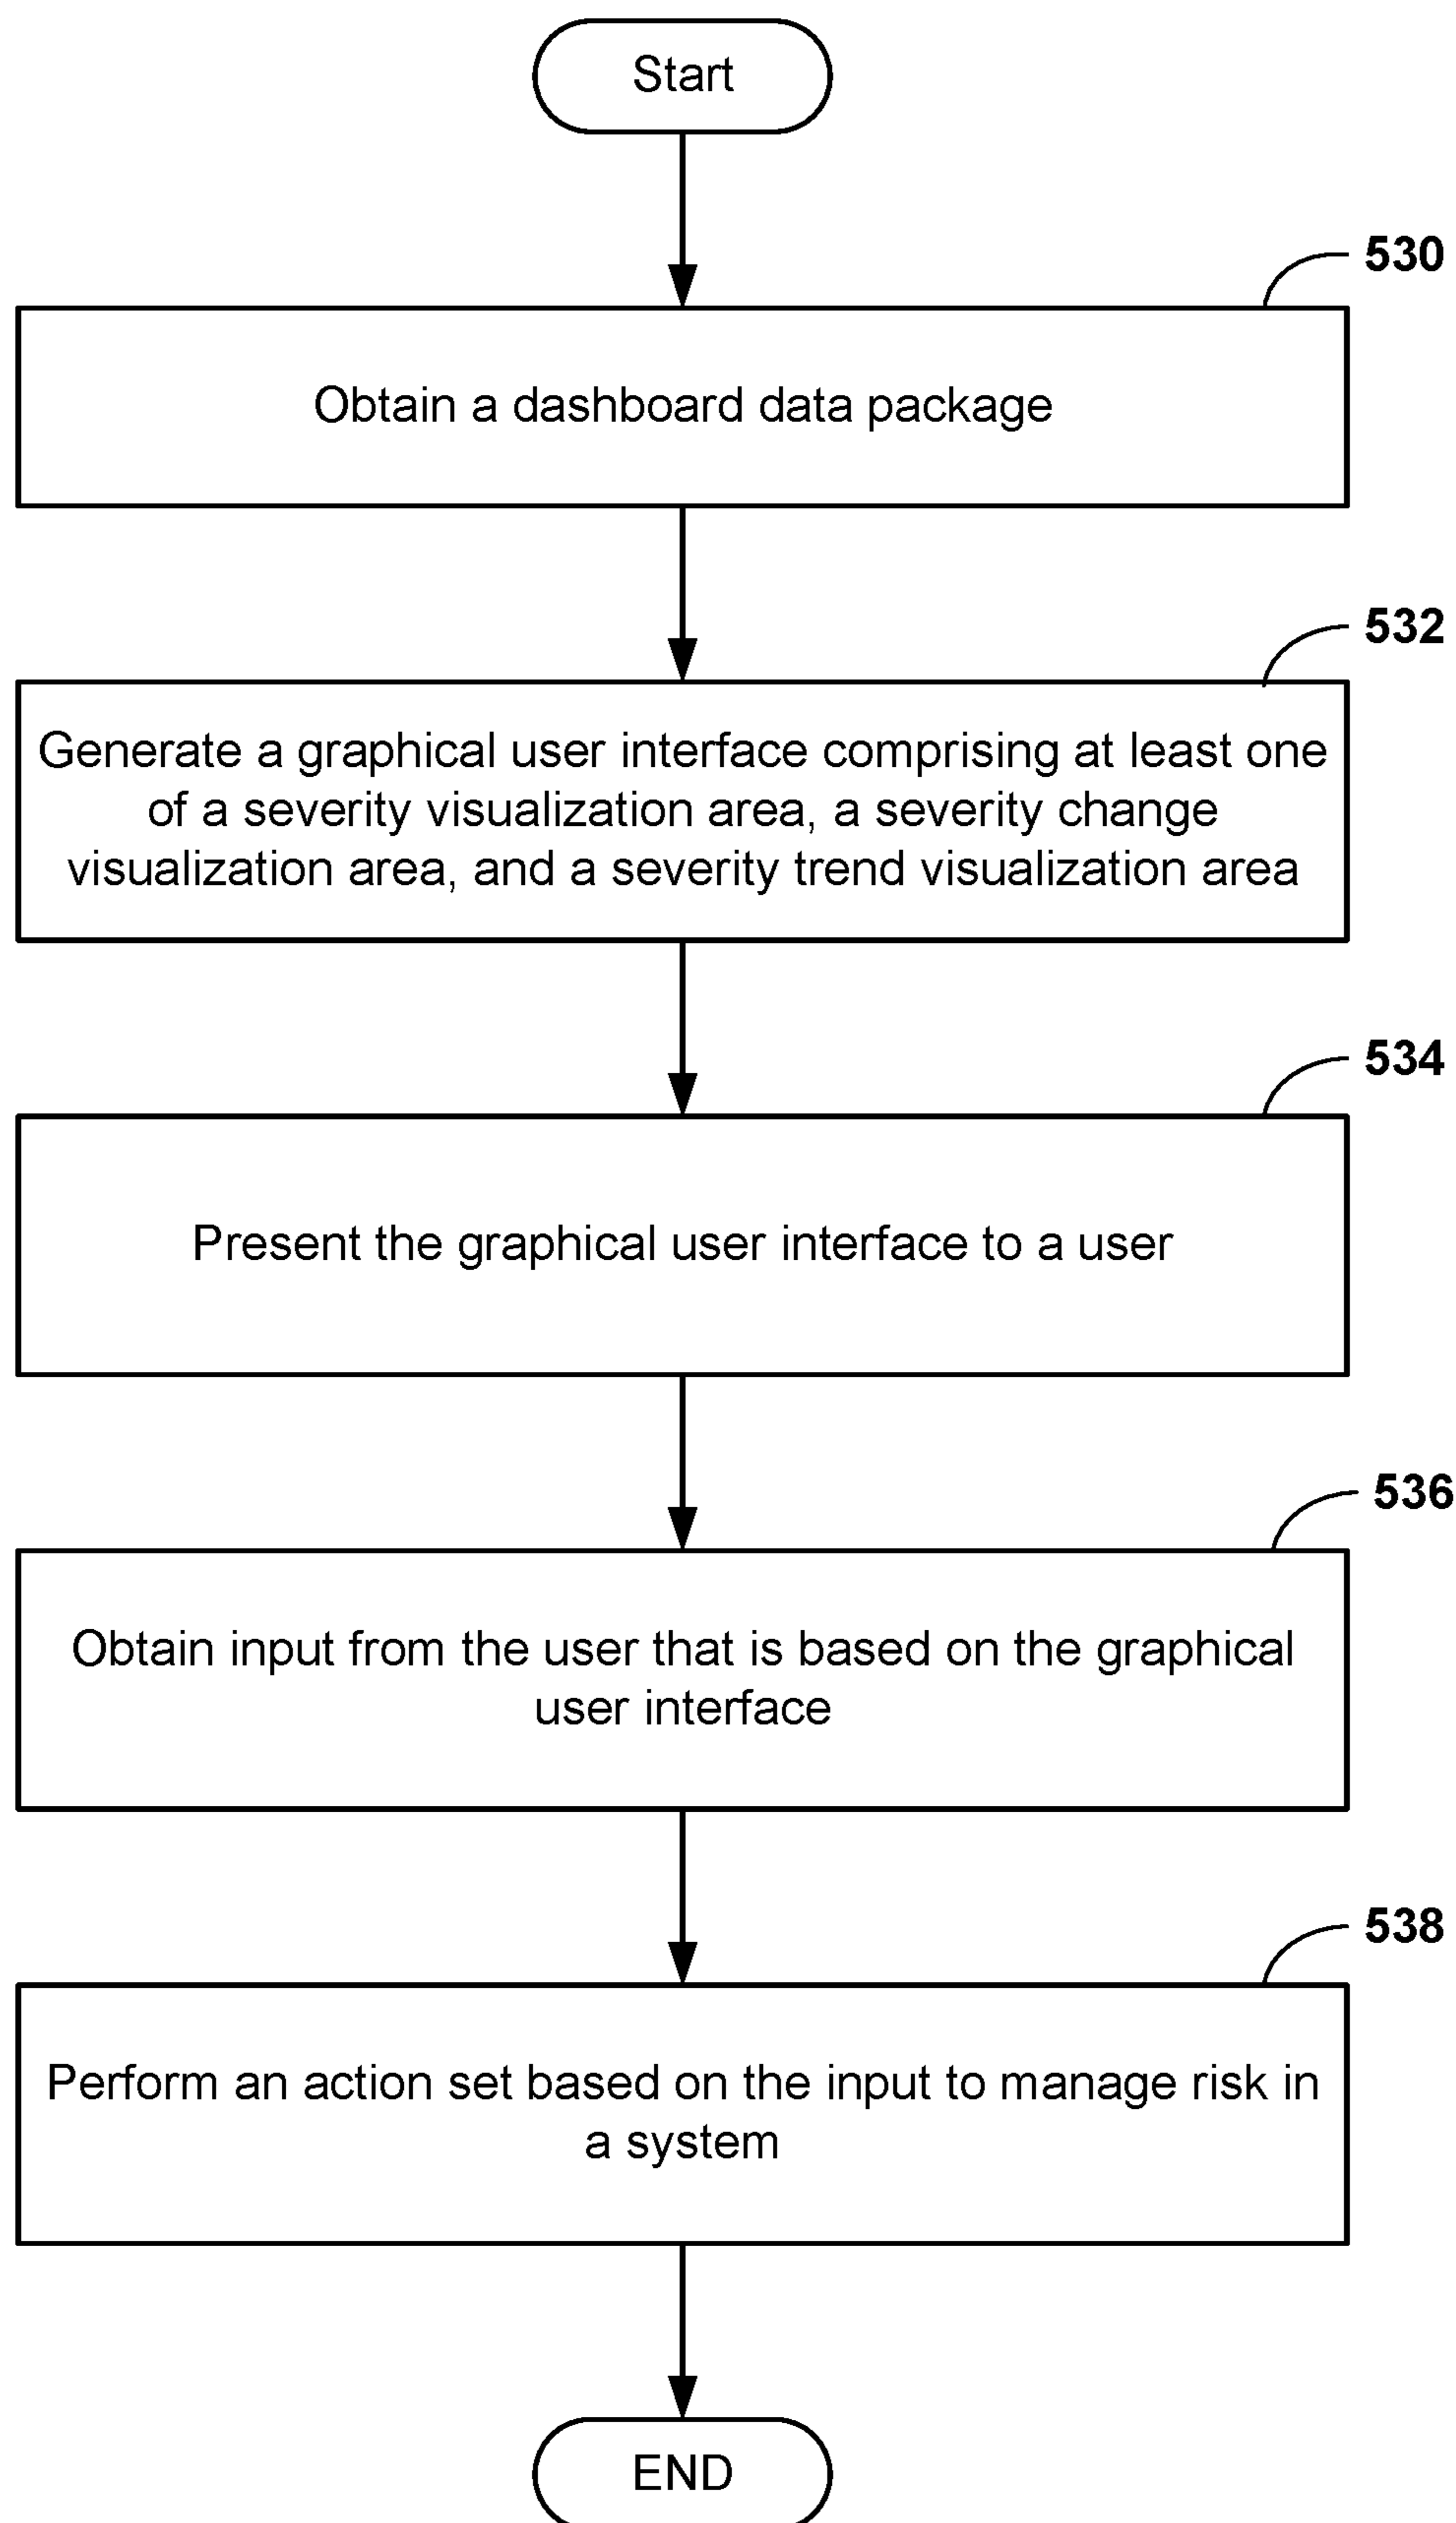 Start
530
Obtain a dashboard data package
532
Generate a graphical user interface comprising at least one
of a severity visualization area, a severity change
visualization area, and a severity trend visualization area
534
Present the graphical user interface to a user
536
Obtain input from the user that is based on the graphical
user interface
538
Perform an action set based on the input to manage risk in
a system
END